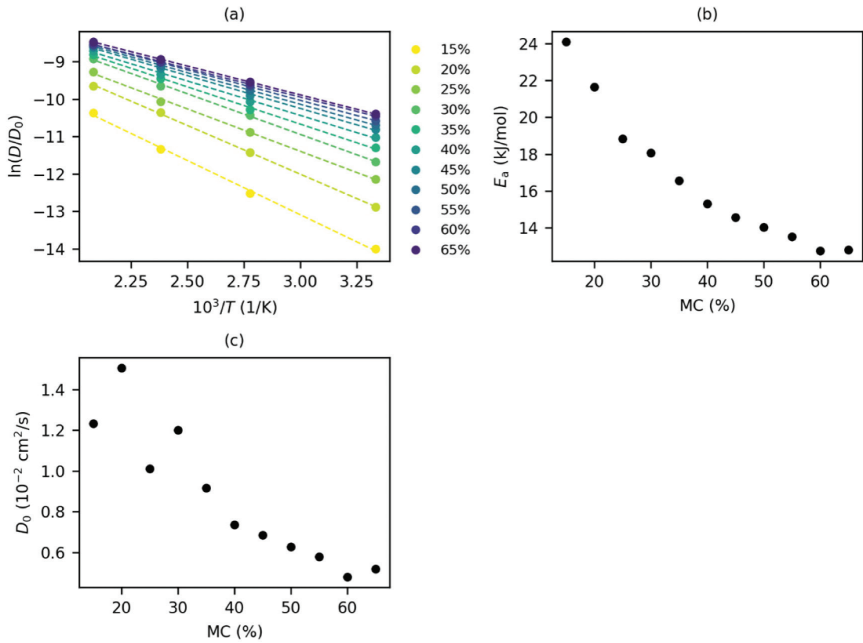 (a)
ln(D/D₀)
−9
−10
−11
−12
−13
−14
2.25 2.50 2.75 3.00 3.25
10³/T (1/K)
15%
20%
25%
30%
35%
40%
45%
50%
55%
60%
65%
(b)
Eₐ (kJ/mol)
24
22
20
18
16
14
20 30 40 50 60
MC (%)
(c)
D₀ (10⁻² cm²/s)
1.4
1.2
1.0
0.8
0.6
20 30 40 50 60
MC (%)